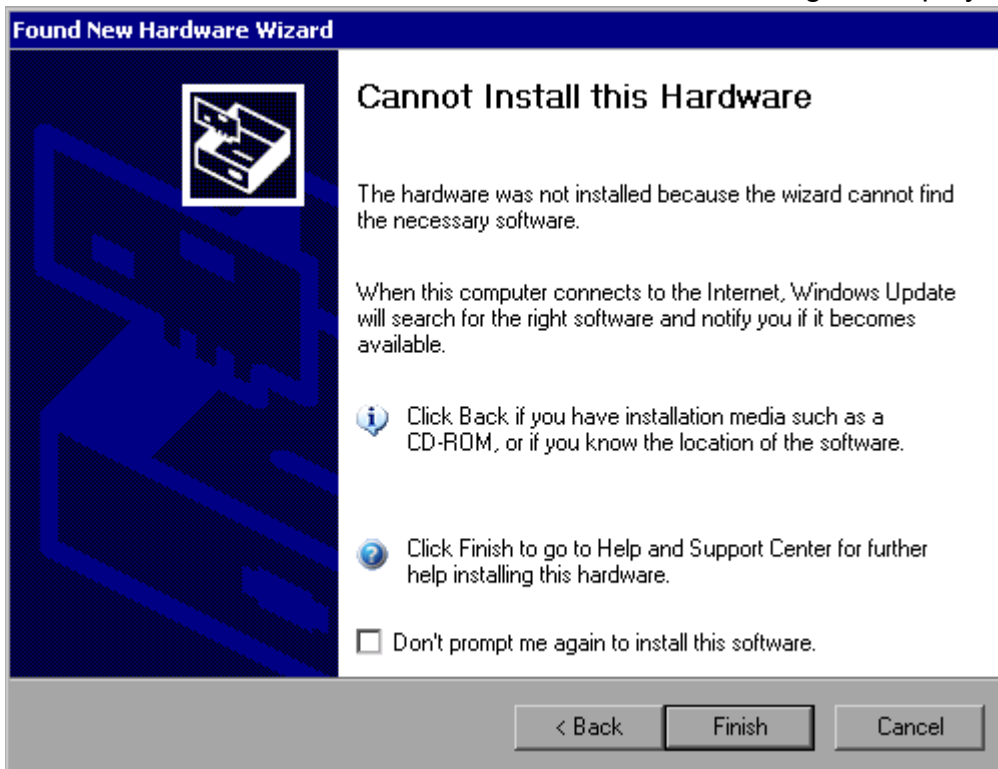 Found New Hardware Wizard
Cannot Install this Hardware
The hardware was not installed because the wizard cannot find
the necessary software.
When this computer connects to the Internet, Windows Update
will search for the right software and notify you if it becomes
available.
Click Back if you have installation media such as a
CD-ROM, or if you know the location of the software.
Click Finish to go to Help and Support Center for further
help installing this hardware.
Don't prompt me again to install this software.
< Back Finish Cancel